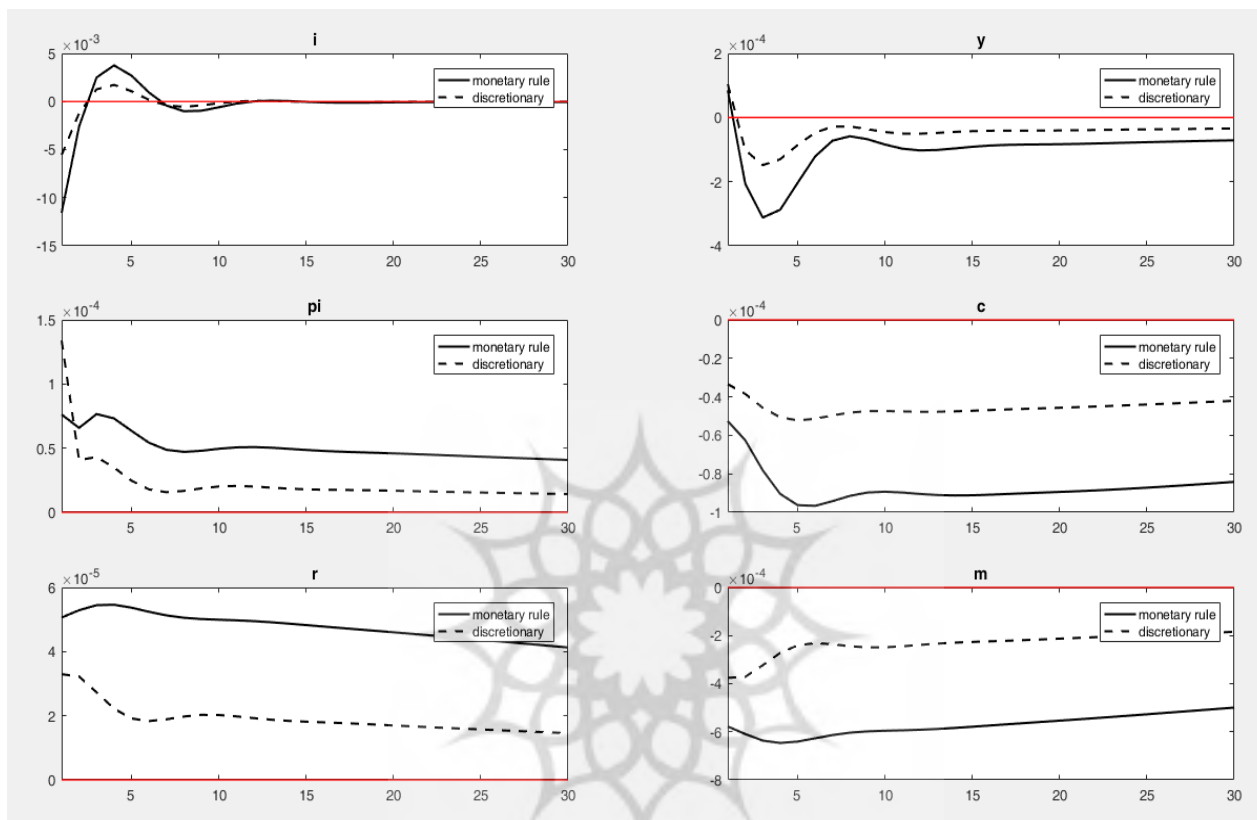 i
×10^-3
5
0
-5
-10
-15
5 10 15 20 25 30
monetary rule
discretionary
y
×10^-4
2
0
-2
-4
5 10 15 20 25 30
monetary rule
discretionary
pi
×10^-4
1.5
1
0.5
0
5 10 15 20 25 30
monetary rule
discretionary
c
×10^-4
0
-0.2
-0.4
-0.6
-0.8
-1
5 10 15 20 25 30
monetary rule
discretionary
r
×10^-5
6
4
2
0
5 10 15 20 25 30
monetary rule
discretionary
m
×10^-4
0
-2
-4
-6
-8
5 10 15 20 25 30
monetary rule
discretionary